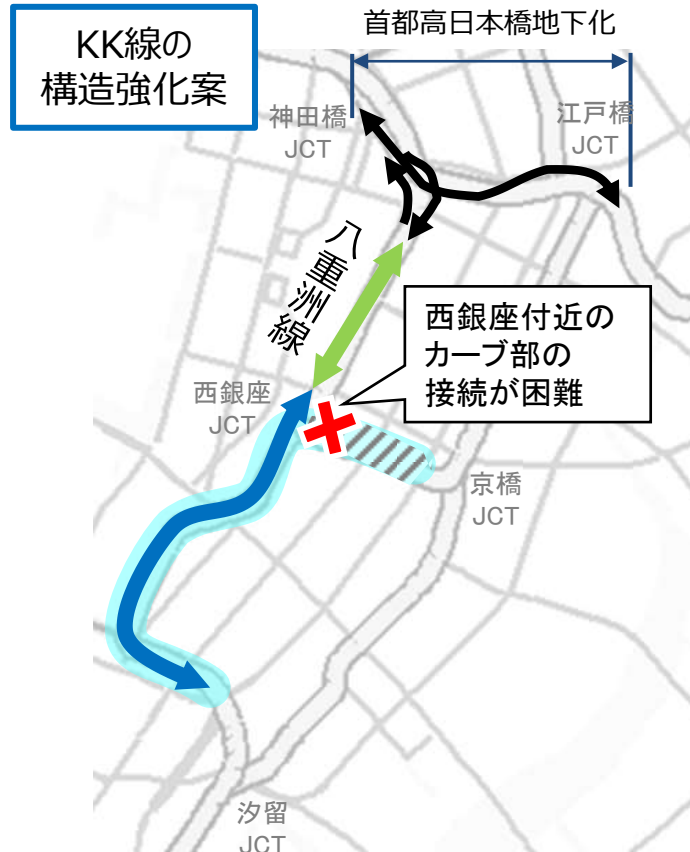 KK線の
構造強化案
首都高日本橋地下化
神田橋
JCT
江戸橋
JCT
八重洲線
西銀座付近の
カーブ部の
接続が困難
西銀座
JCT
京橋
JCT
汐留
JCT